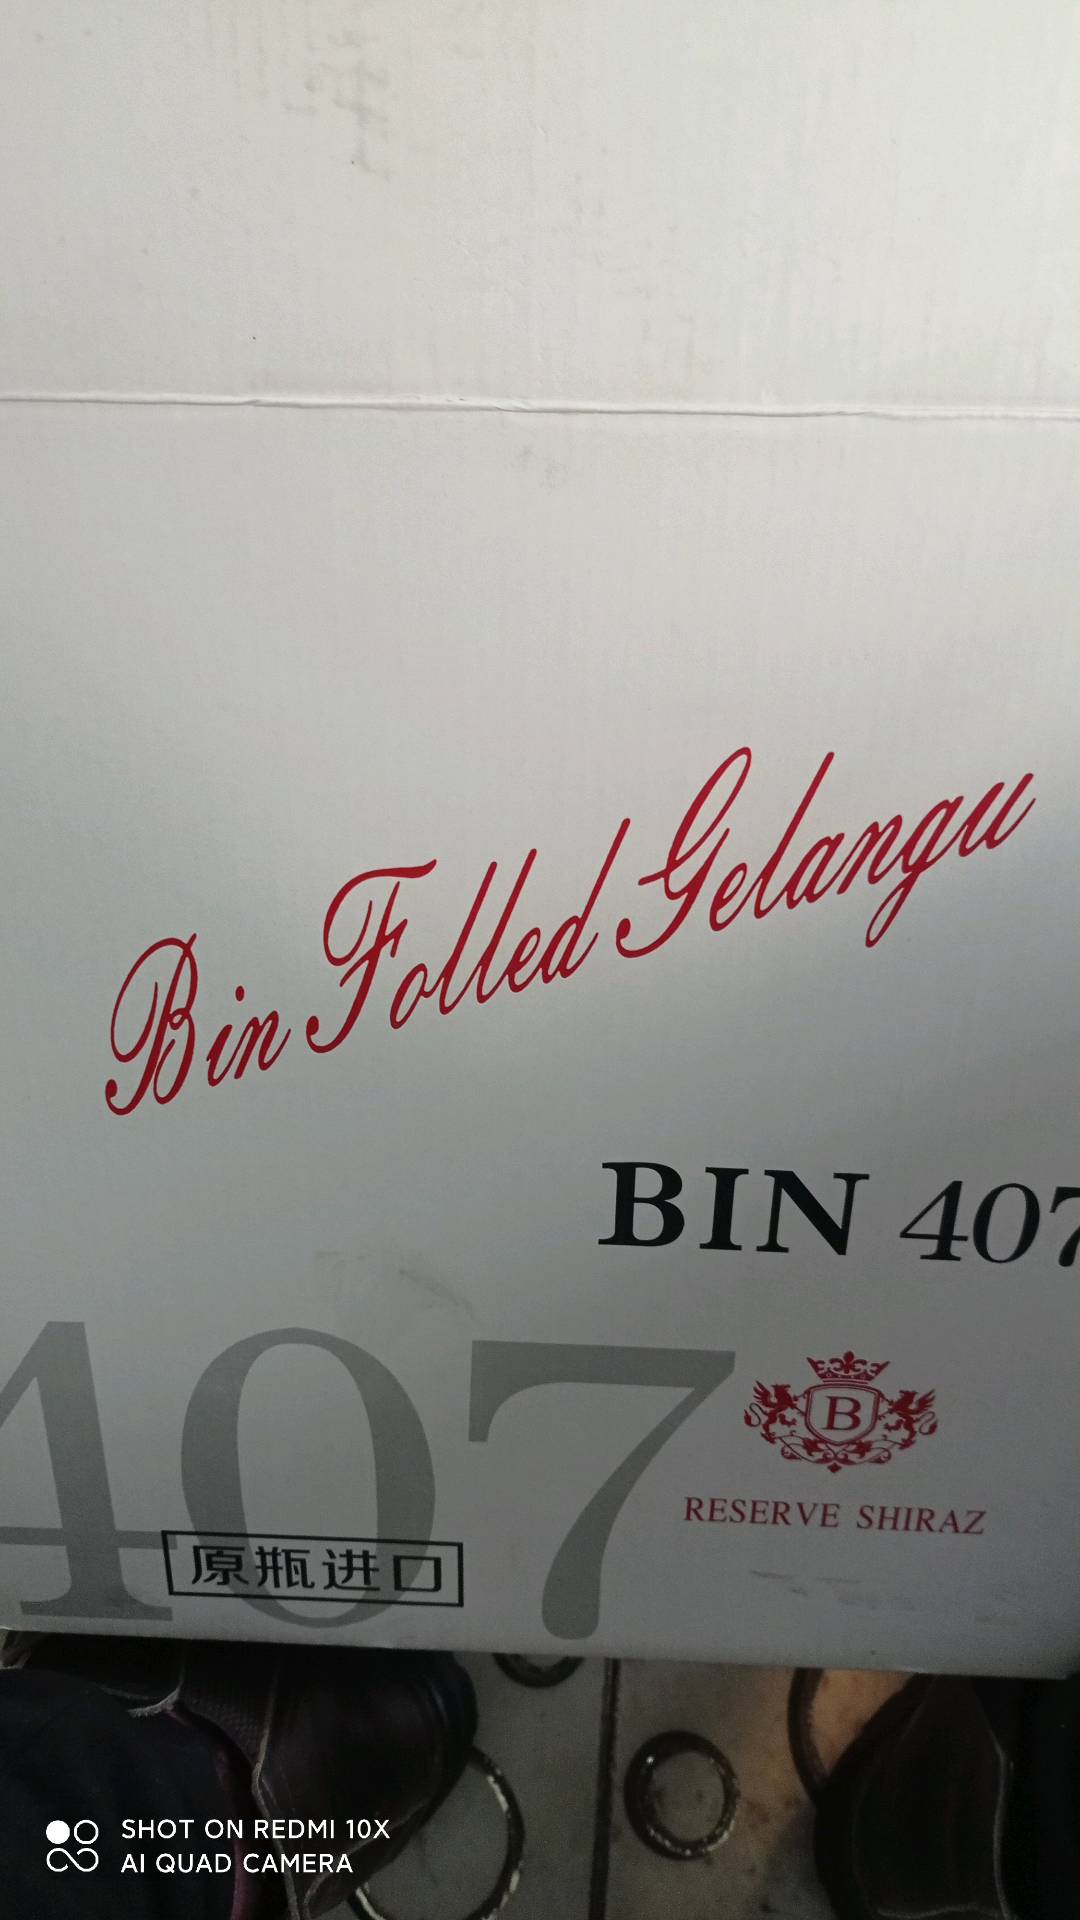 Bin Folled Gelangu
BIN 407
407
B
RESERVE SHIRAZ
原瓶进口
SHOT ON REDMI 10X
AI QUAD CAMERA